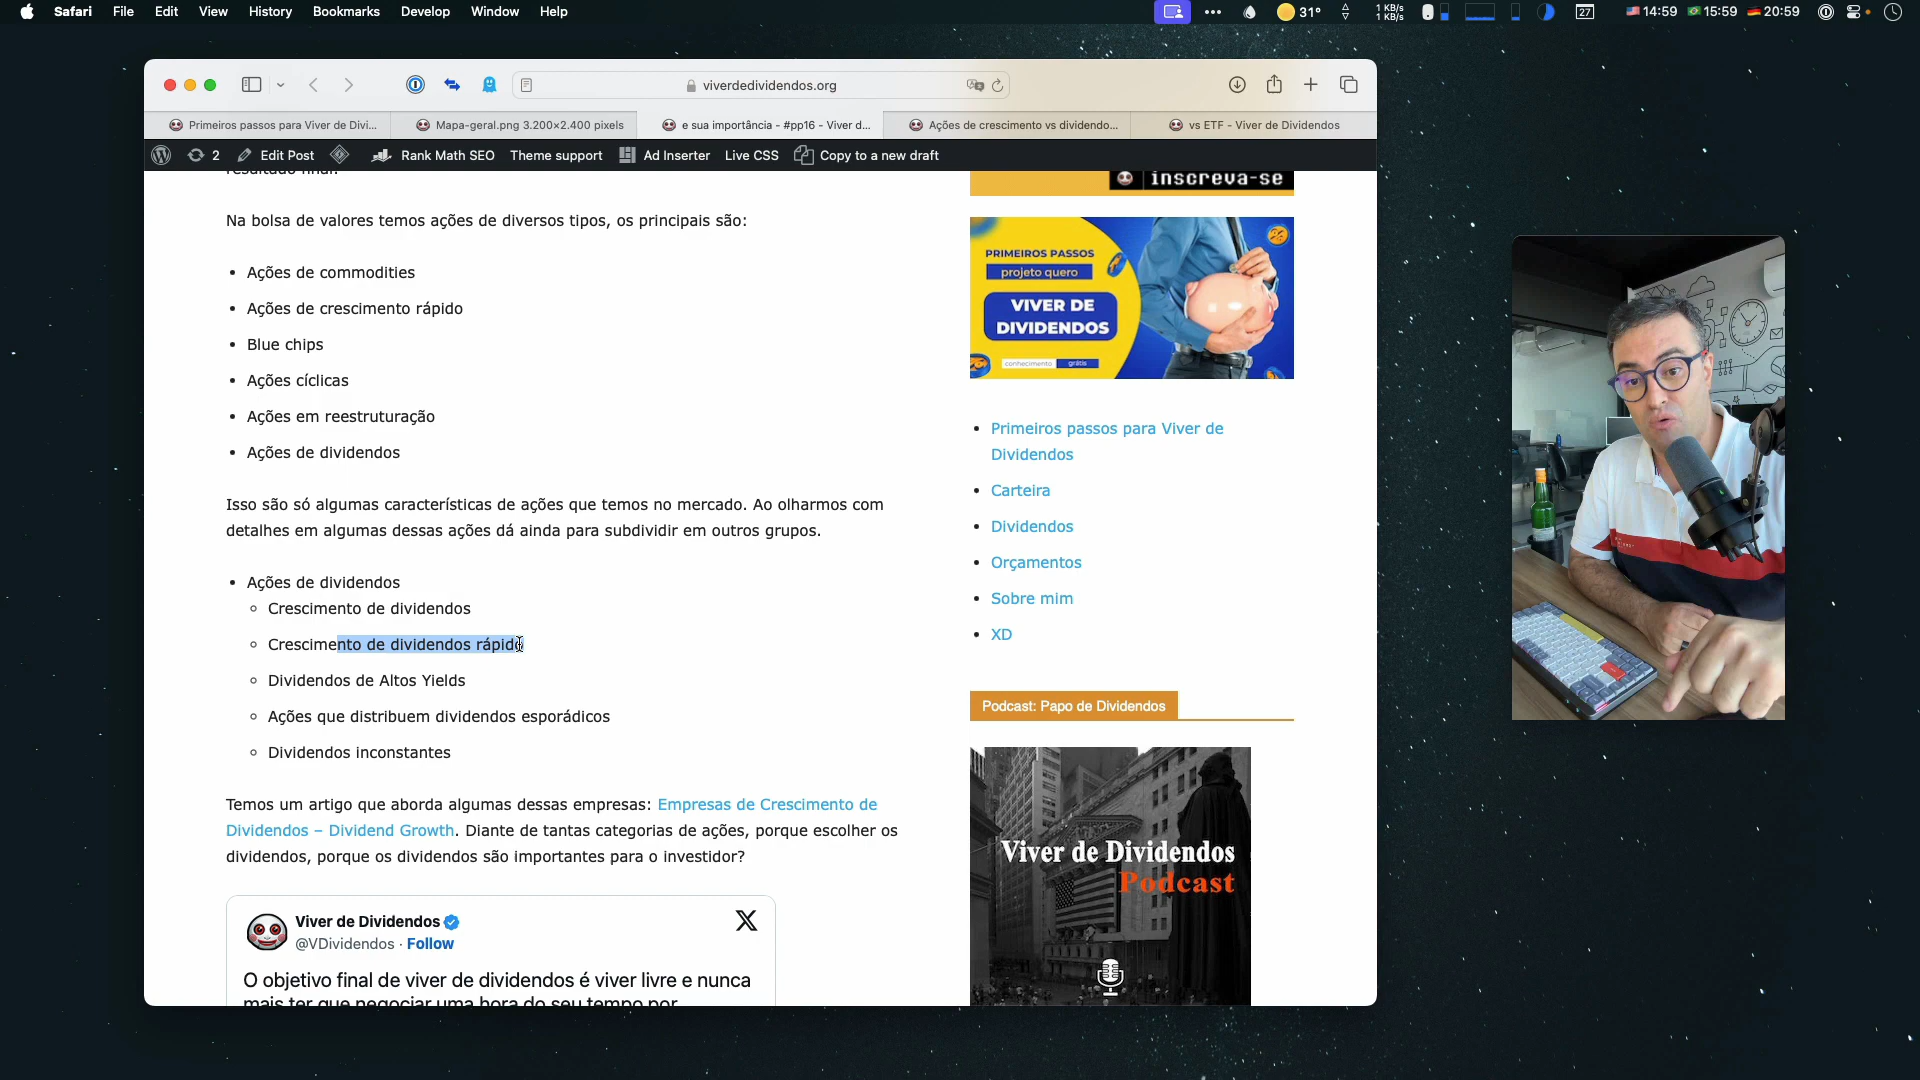 Safari File Edit View History Bookmarks Develop Window Help
31° 1 KB/s 1 KB/s 27 14:59 15:59 20:59
viverdedividendos.org
Primeiros passos para Viver de Divi...
Mapa-geral.png 3.200×2.400 pixels
e sua importância - #pp16 - Viver d...
Ações de crescimento vs dividendo...
vs ETF - Viver de Dividendos
2 Edit Post Rank Math SEO Theme support Ad Inserter Live CSS Copy to a new draft
resultado final.
Na bolsa de valores temos ações de diversos tipos, os principais são:
• Ações de commodities
• Ações de crescimento rápido
• Blue chips
• Ações cíclicas
• Ações em reestruturação
• Ações de dividendos
Isso são só algumas características de ações que temos no mercado. Ao olharmos com
detalhes em algumas dessas ações dá ainda para subdividir em outros grupos.
• Ações de dividendos
◦ Crescimento de dividendos
◦ Crescimento de dividendos rápido
◦ Dividendos de Altos Yields
◦ Ações que distribuem dividendos esporádicos
◦ Dividendos inconstantes
Temos um artigo que aborda algumas dessas empresas: Empresas de Crescimento de
Dividendos – Dividend Growth. Diante de tantas categorias de ações, porque escolher os
dividendos, porque os dividendos são importantes para o investidor?
Viver de Dividendos
@VDividendos · Follow
O objetivo final de viver de dividendos é viver livre e nunca
mais ter que negociar uma hora do seu tempo por
inscreva-se
PRIMEIROS PASSOS
projeto quero
VIVER DE
DIVIDENDOS
conhecimento grátis
• Primeiros passos para Viver de
Dividendos
• Carteira
• Dividendos
• Orçamentos
• Sobre mim
• XD
Podcast: Papo de Dividendos
Viver de Dividendos
Podcast